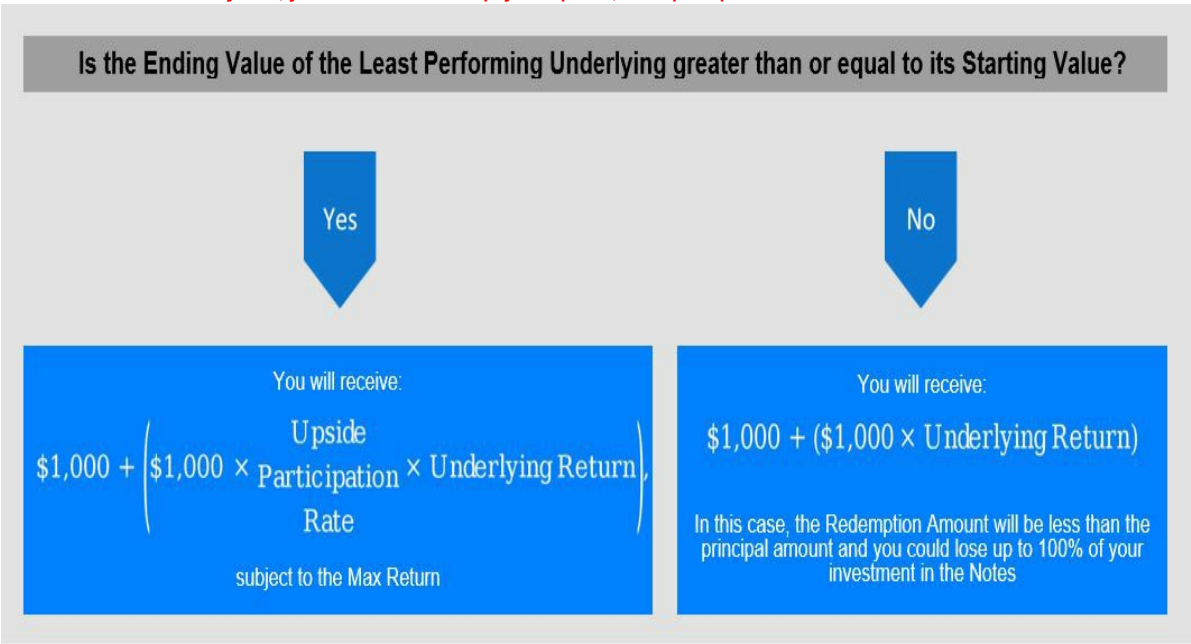 Is the Ending Value of the Least Performing Underlying greater than or equal to its Starting Value?
Yes
No
You will receive:
$1,000 + ($1,000 × Upside Participation Rate × Underlying Return),
subject to the Max Return
You will receive:
$1,000 + ($1,000 × Underlying Return)
In this case, the Redemption Amount will be less than the
principal amount and you could lose up to 100% of your
investment in the Notes